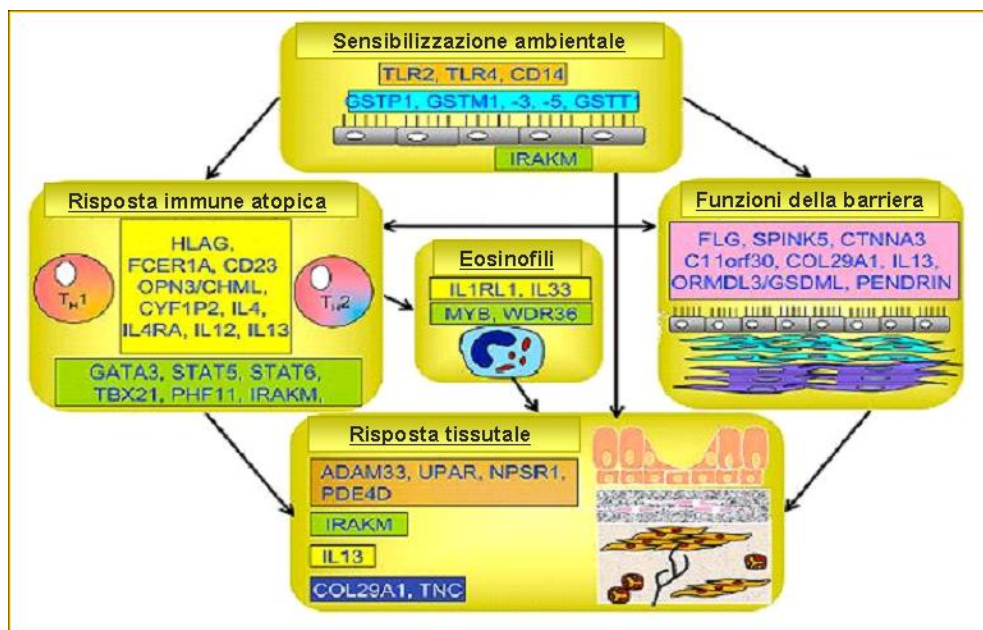 Sensibilizzazione ambientale
TLR2, TLR4, CD14
GSTP1, GSTM1, -3, -5, GSTT1
IRAKM
Risposta immune atopica
HLAG,
FCER1A, CD23
OPN3/CHML,
CYF1P2, IL4,
IL4RA, IL12, IL13
TH1
TH2
GATA3, STAT5, STAT6,
TBX21, PHF11, IRAKM,
Eosinofili
IL1RL1, IL33
MYB, WDR36
Funzioni della barriera
FLG, SPINK5, CTNNA3
C11orf30, COL29A1, IL13,
ORMDL3/GSDML, PENDRIN
Risposta tissutale
ADAM33, UPAR, NPSR1,
PDE4D
IRAKM
IL13
COL29A1, TNC